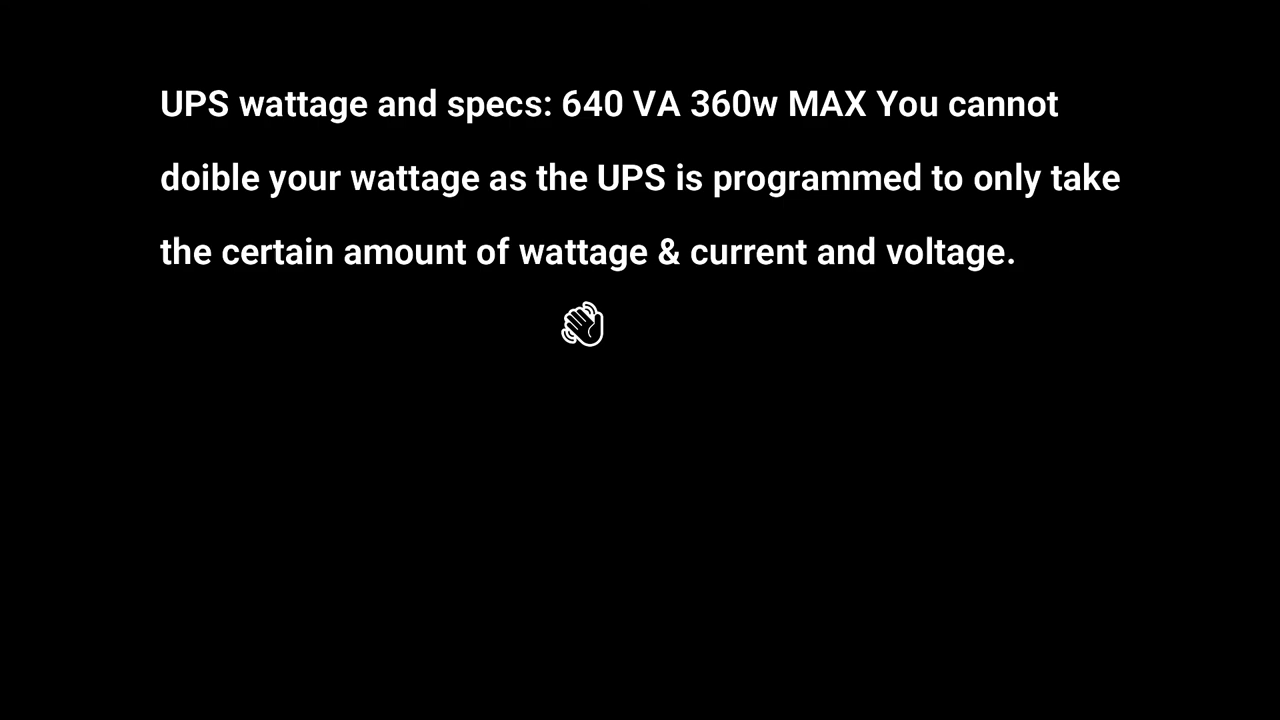 UPS wattage and specs: 640 VA 360w MAX You cannot
doible your wattage as the UPS is programmed to only take
the certain amount of wattage & current and voltage.
👋